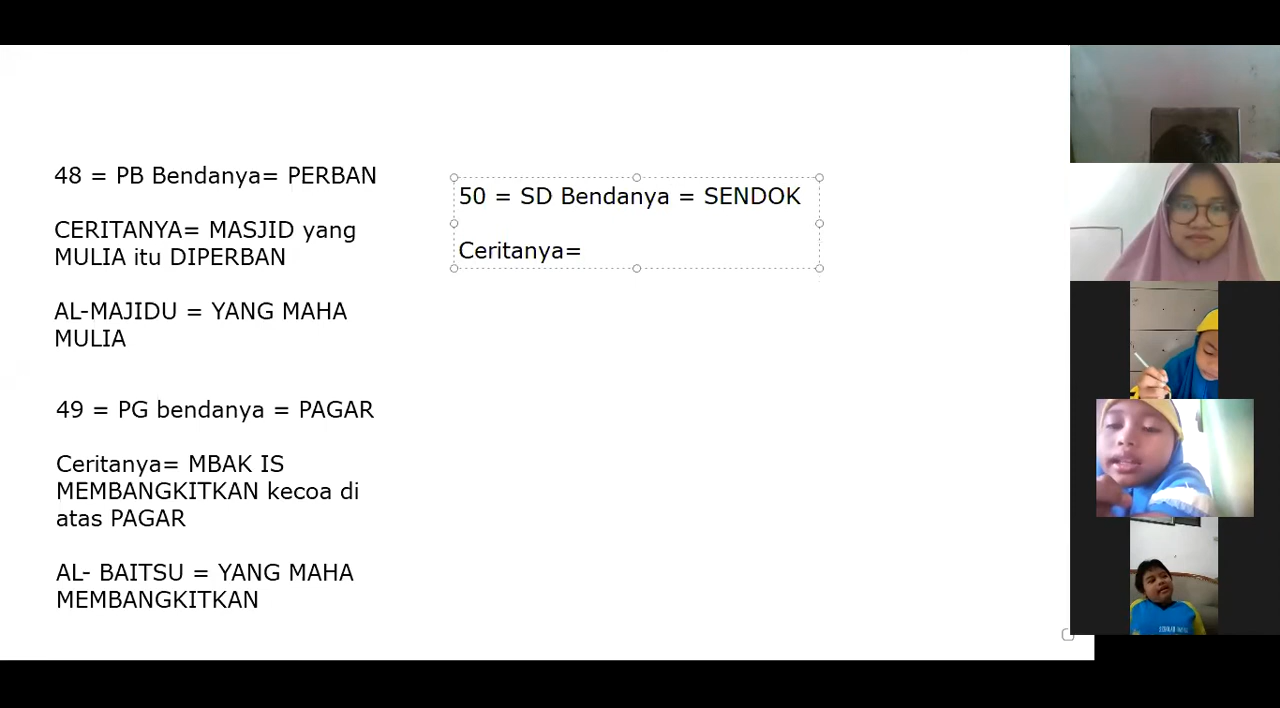 48 = PB Bendanya= PERBAN
CERITANYA= MASJID yang
MULIA itu DIPERBAN
AL-MAJIDU = YANG MAHA
MULIA
49 = PG bendanya = PAGAR
Ceritanya= MBAK IS
MEMBANGKITKAN kecoa di
atas PAGAR
AL- BAITSU = YANG MAHA
MEMBANGKITKAN
50 = SD Bendanya = SENDOK
Ceritanya=